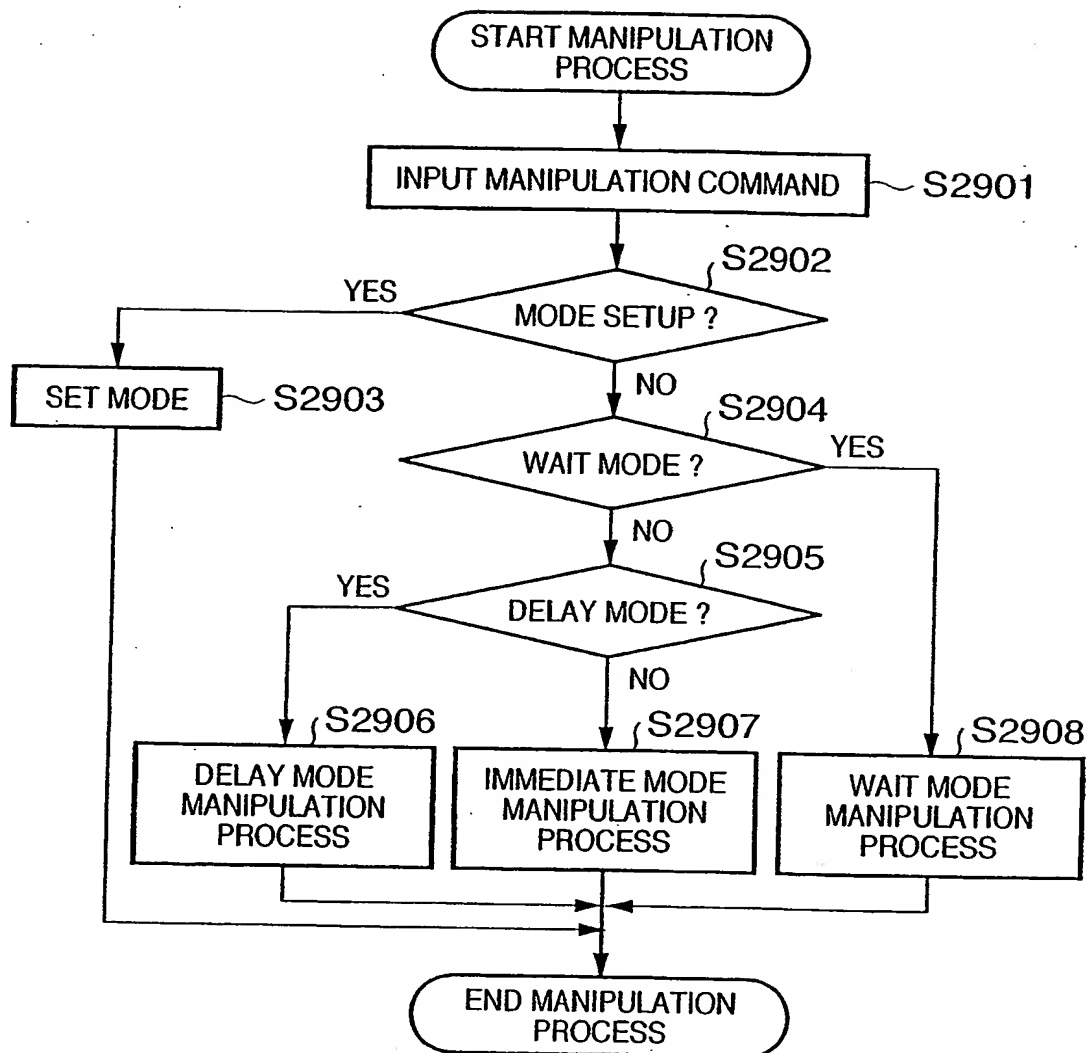 START MANIPULATION
PROCESS
INPUT MANIPULATION COMMAND
S2901
S2902
YES
MODE SETUP ?
NO
SET MODE
S2903
S2904
WAIT MODE ?
YES
NO
S2905
YES
DELAY MODE ?
NO
S2906
DELAY MODE
MANIPULATION
PROCESS
S2907
IMMEDIATE MODE
MANIPULATION
PROCESS
S2908
WAIT MODE
MANIPULATION
PROCESS
END MANIPULATION
PROCESS